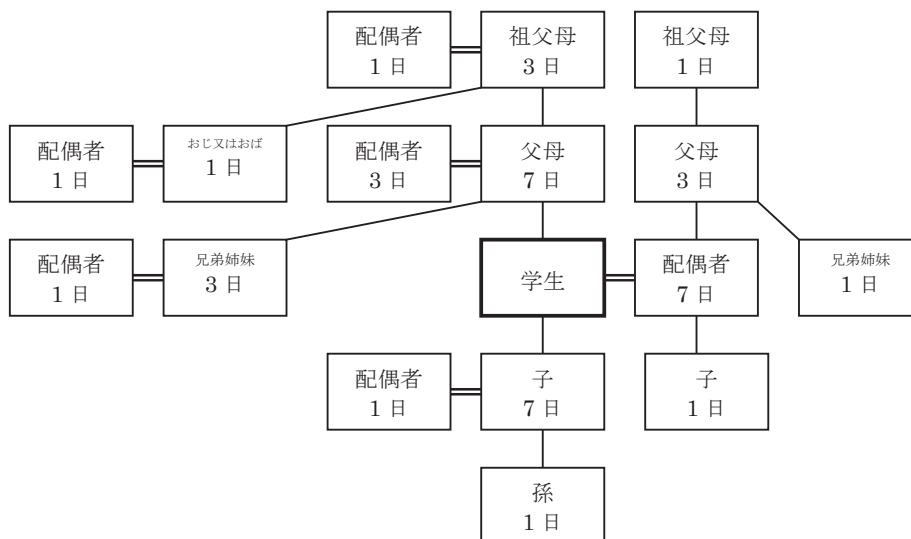 配偶者
1 日
祖父母
3 日
祖父母
1 日
配偶者
1 日
おじ又はおば
1 日
配偶者
3 日
父母
7 日
父母
3 日
配偶者
1 日
兄弟姉妹
3 日
学生
配偶者
7 日
兄弟姉妹
1 日
配偶者
1 日
子
7 日
子
1 日
孫
1 日